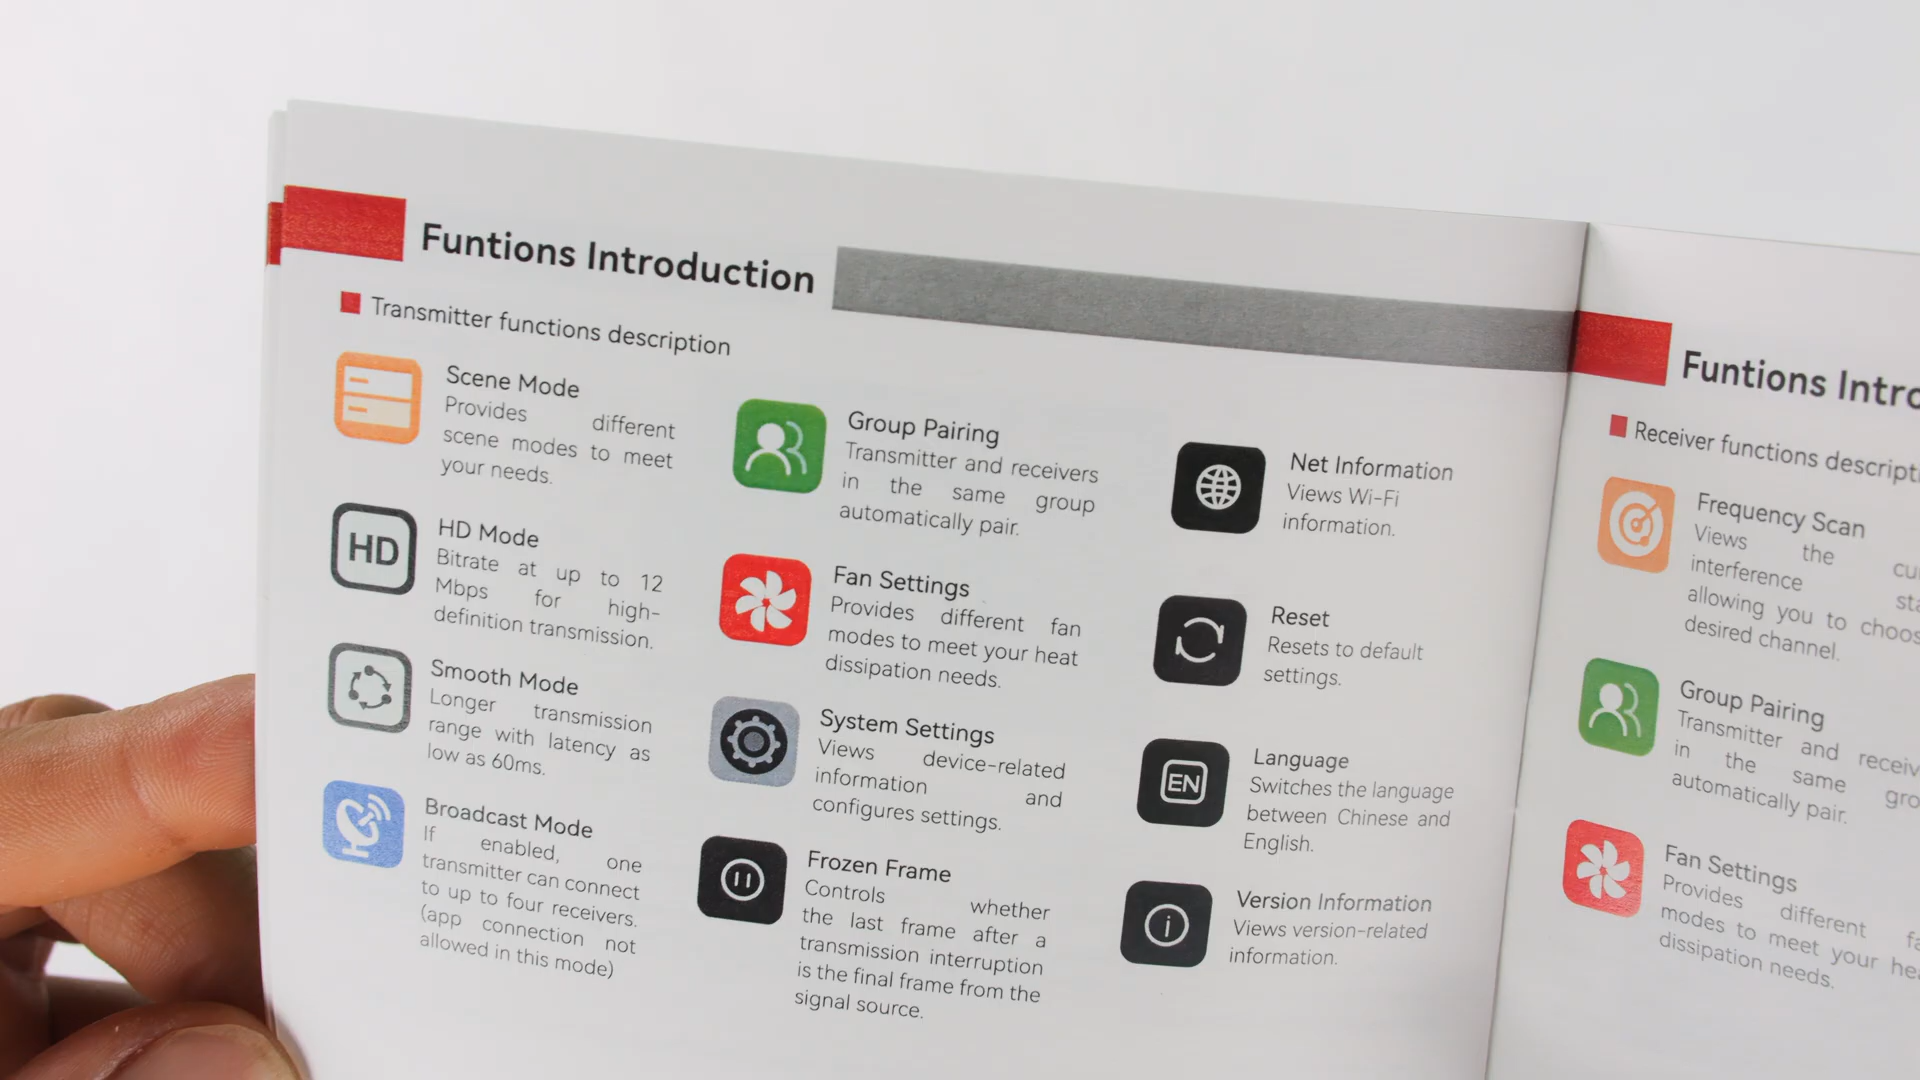 Funtions Introduction
Transmitter functions description
Scene Mode
Provides different
scene modes to meet
your needs.
HD
HD Mode
Bitrate at up to 12
Mbps for high-
definition transmission.
Smooth Mode
Longer transmission
range with latency as
low as 60ms.
Broadcast Mode
If enabled, one
transmitter can connect
to up to four receivers.
(app connection not
allowed in this mode)
Group Pairing
Transmitter and receivers
in the same group
automatically pair.
Fan Settings
Provides different fan
modes to meet your heat
dissipation needs.
System Settings
Views device-related
information and
configures settings.
Frozen Frame
Controls whether
the last frame after a
transmission interruption
is the final frame from the
signal source.
Net Information
Views Wi-Fi
information.
Reset
Resets to default
settings.
EN
Language
Switches the language
between Chinese and
English.
i
Version Information
Views version-related
information.
Funtions Intro
Receiver functions descripti
Frequency Scan
Views the cu
interference sta
allowing you to choos
desired channel.
Group Pairing
Transmitter and receiv
in the same gro
automatically pair.
Fan Settings
Provides different fa
modes to meet your hea
dissipation needs.